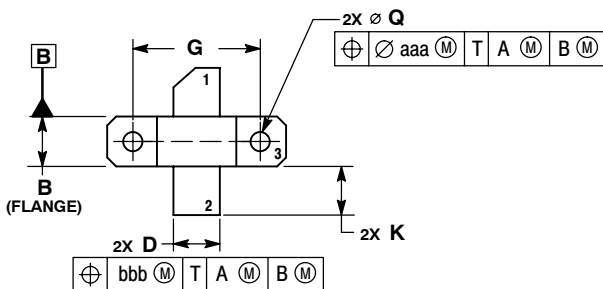 2X ⌀ Q
⌖ ⌀ aaa Ⓜ T A Ⓜ B Ⓜ
G
B
1
3
B
(FLANGE)
2
2X K
2X D
⌖ bbb Ⓜ T A Ⓜ B Ⓜ